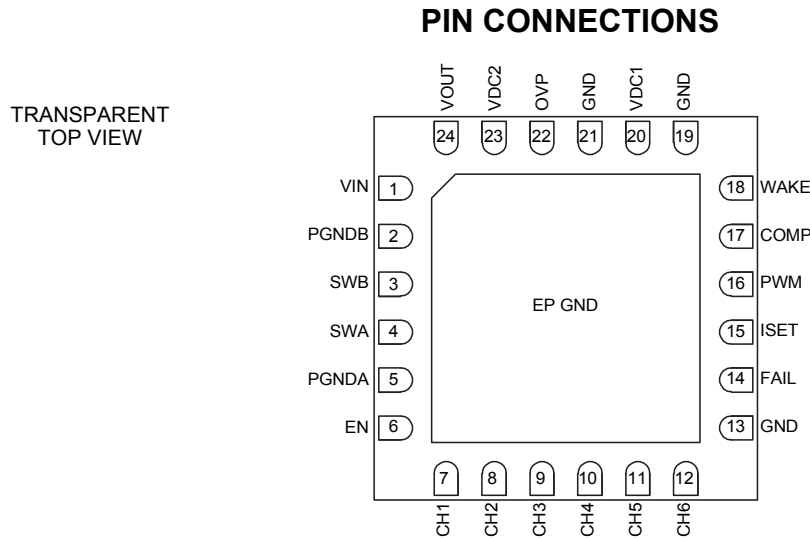 PIN CONNECTIONS
TRANSPARENT
TOP VIEW
VOUT
VDC2
OVP
GND
VDC1
GND
24 23 22 21 20 19
VIN 1
PGNDB 2
SWB 3
SWA 4
PGNDA 5
EN 6
EP GND
18 WAKE
17 COMP
16 PWM
15 ISET
14 FAIL
13 GND
7 8 9 10 11 12
CH1
CH2
CH3
CH4
CH5
CH6